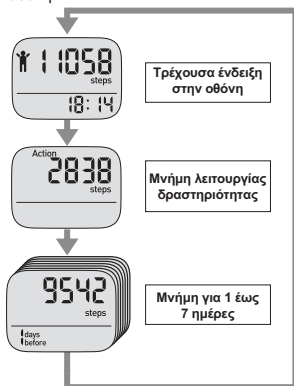 11058
steps
18:14
Τρέχουσα ένδειξη
στην οθόνη
Action
2838
steps
Μνήμη λειτουργίας
δραστηριότητας
9542
steps
1 days
before
Μνήμη για 1 έως
7 ημέρες